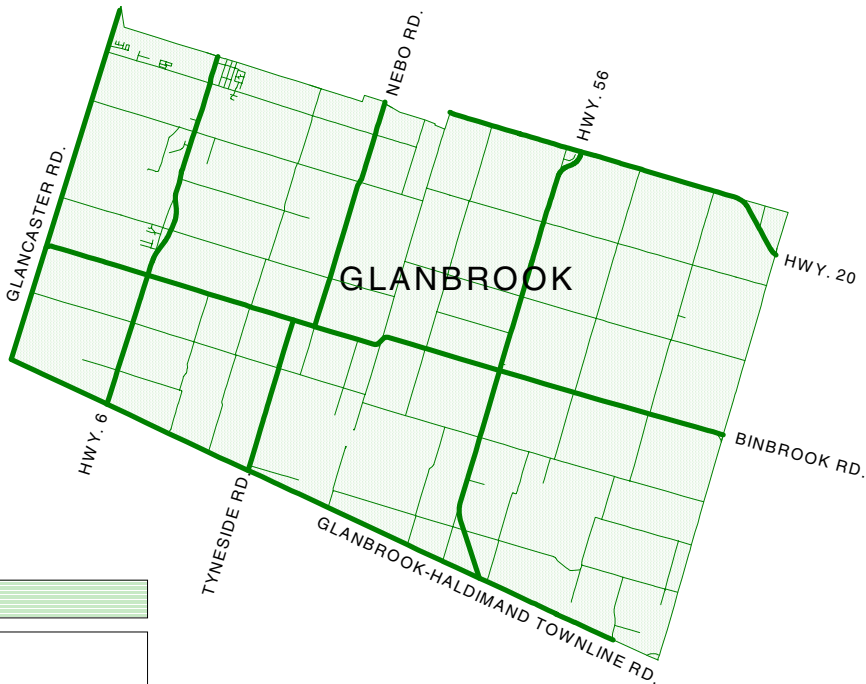 NEBO RD.
HWY. 56
GLANCASTER RD.
HWY. 20
GLANBROOK
HWY. 6
BINBROOK RD.
TYNESIDE RD.
GLANBROOK-HALDIMAND TOWNLINE RD.